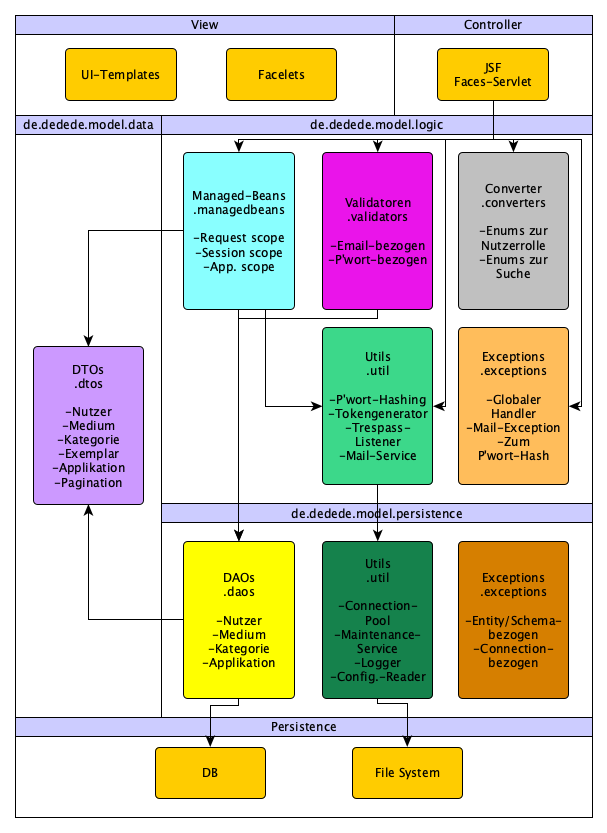 View
Controller
UI-Templates
Facelets
JSF
Faces-Servlet
de.dedede.model.data
de.dedede.model.logic
Managed-Beans
.managedbeans
-Request scope
-Session scope
-App. scope
Validatoren
.validators
-Email-bezogen
-P'wort-bezogen
Converter
.converters
-Enums zur
Nutzerrolle
-Enums zur
Suche
DTOs
.dtos
-Nutzer
-Medium
-Kategorie
-Exemplar
-Applikation
-Pagination
Utils
.util
-P'wort-Hashing
-Tokengenerator
-Trespass-
Listener
-Mail-Service
Exceptions
.exceptions
-Globaler
Handler
-Mail-Exception
-Zum
P'wort-Hash
de.dedede.model.persistence
DAOs
.daos
-Nutzer
-Medium
-Kategorie
-Applikation
Utils
.util
-Connection-
Pool
-Maintenance-
Service
-Logger
-Config.-Reader
Exceptions
.exceptions
-Entity/Schema-
bezogen
-Connection-
bezogen
Persistence
DB
File System